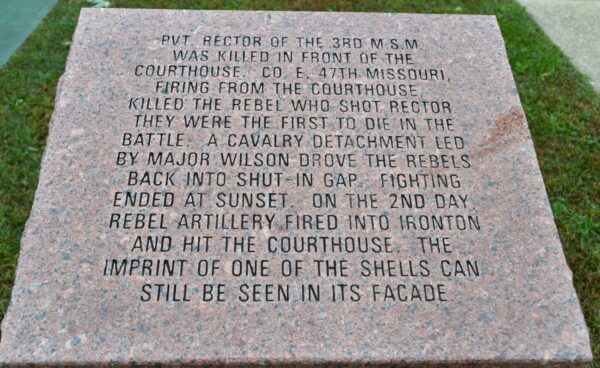 PVT. RECTOR OF THE 3RD M.S.M.
WAS KILLED IN FRONT OF THE
COURTHOUSE. CO. E, 47TH MISSOURI,
FIRING FROM THE COURTHOUSE,
KILLED THE REBEL WHO SHOT RECTOR
THEY WERE THE FIRST TO DIE IN THE
BATTLE. A CAVALRY DETACHMENT LED
BY MAJOR WILSON DROVE THE REBELS
BACK INTO SHUT-IN GAP. FIGHTING
ENDED AT SUNSET. ON THE 2ND DAY
REBEL ARTILLERY FIRED INTO IRONTON
AND HIT THE COURTHOUSE. THE
IMPRINT OF ONE OF THE SHELLS CAN
STILL BE SEEN IN ITS FACADE.